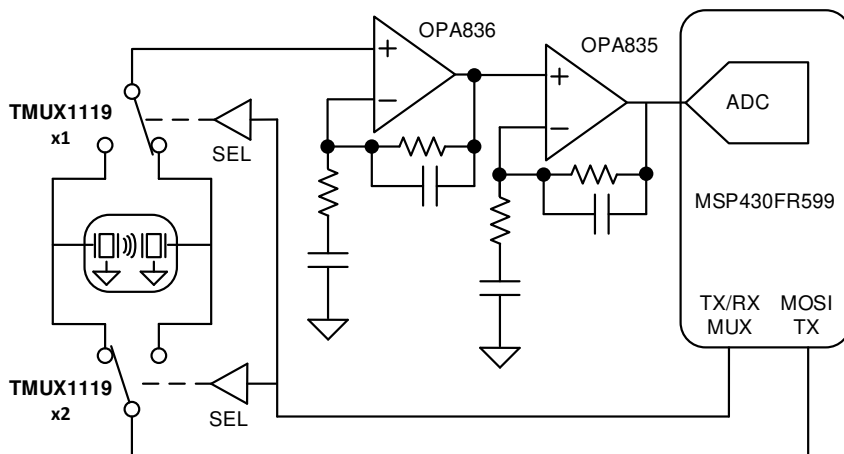 OPA836
OPA835
+
−
+
−
ADC
TMUX1119
x1
SEL
MSP430FR599
TX/RX
MUX
MOSI
TX
TMUX1119
x2
SEL